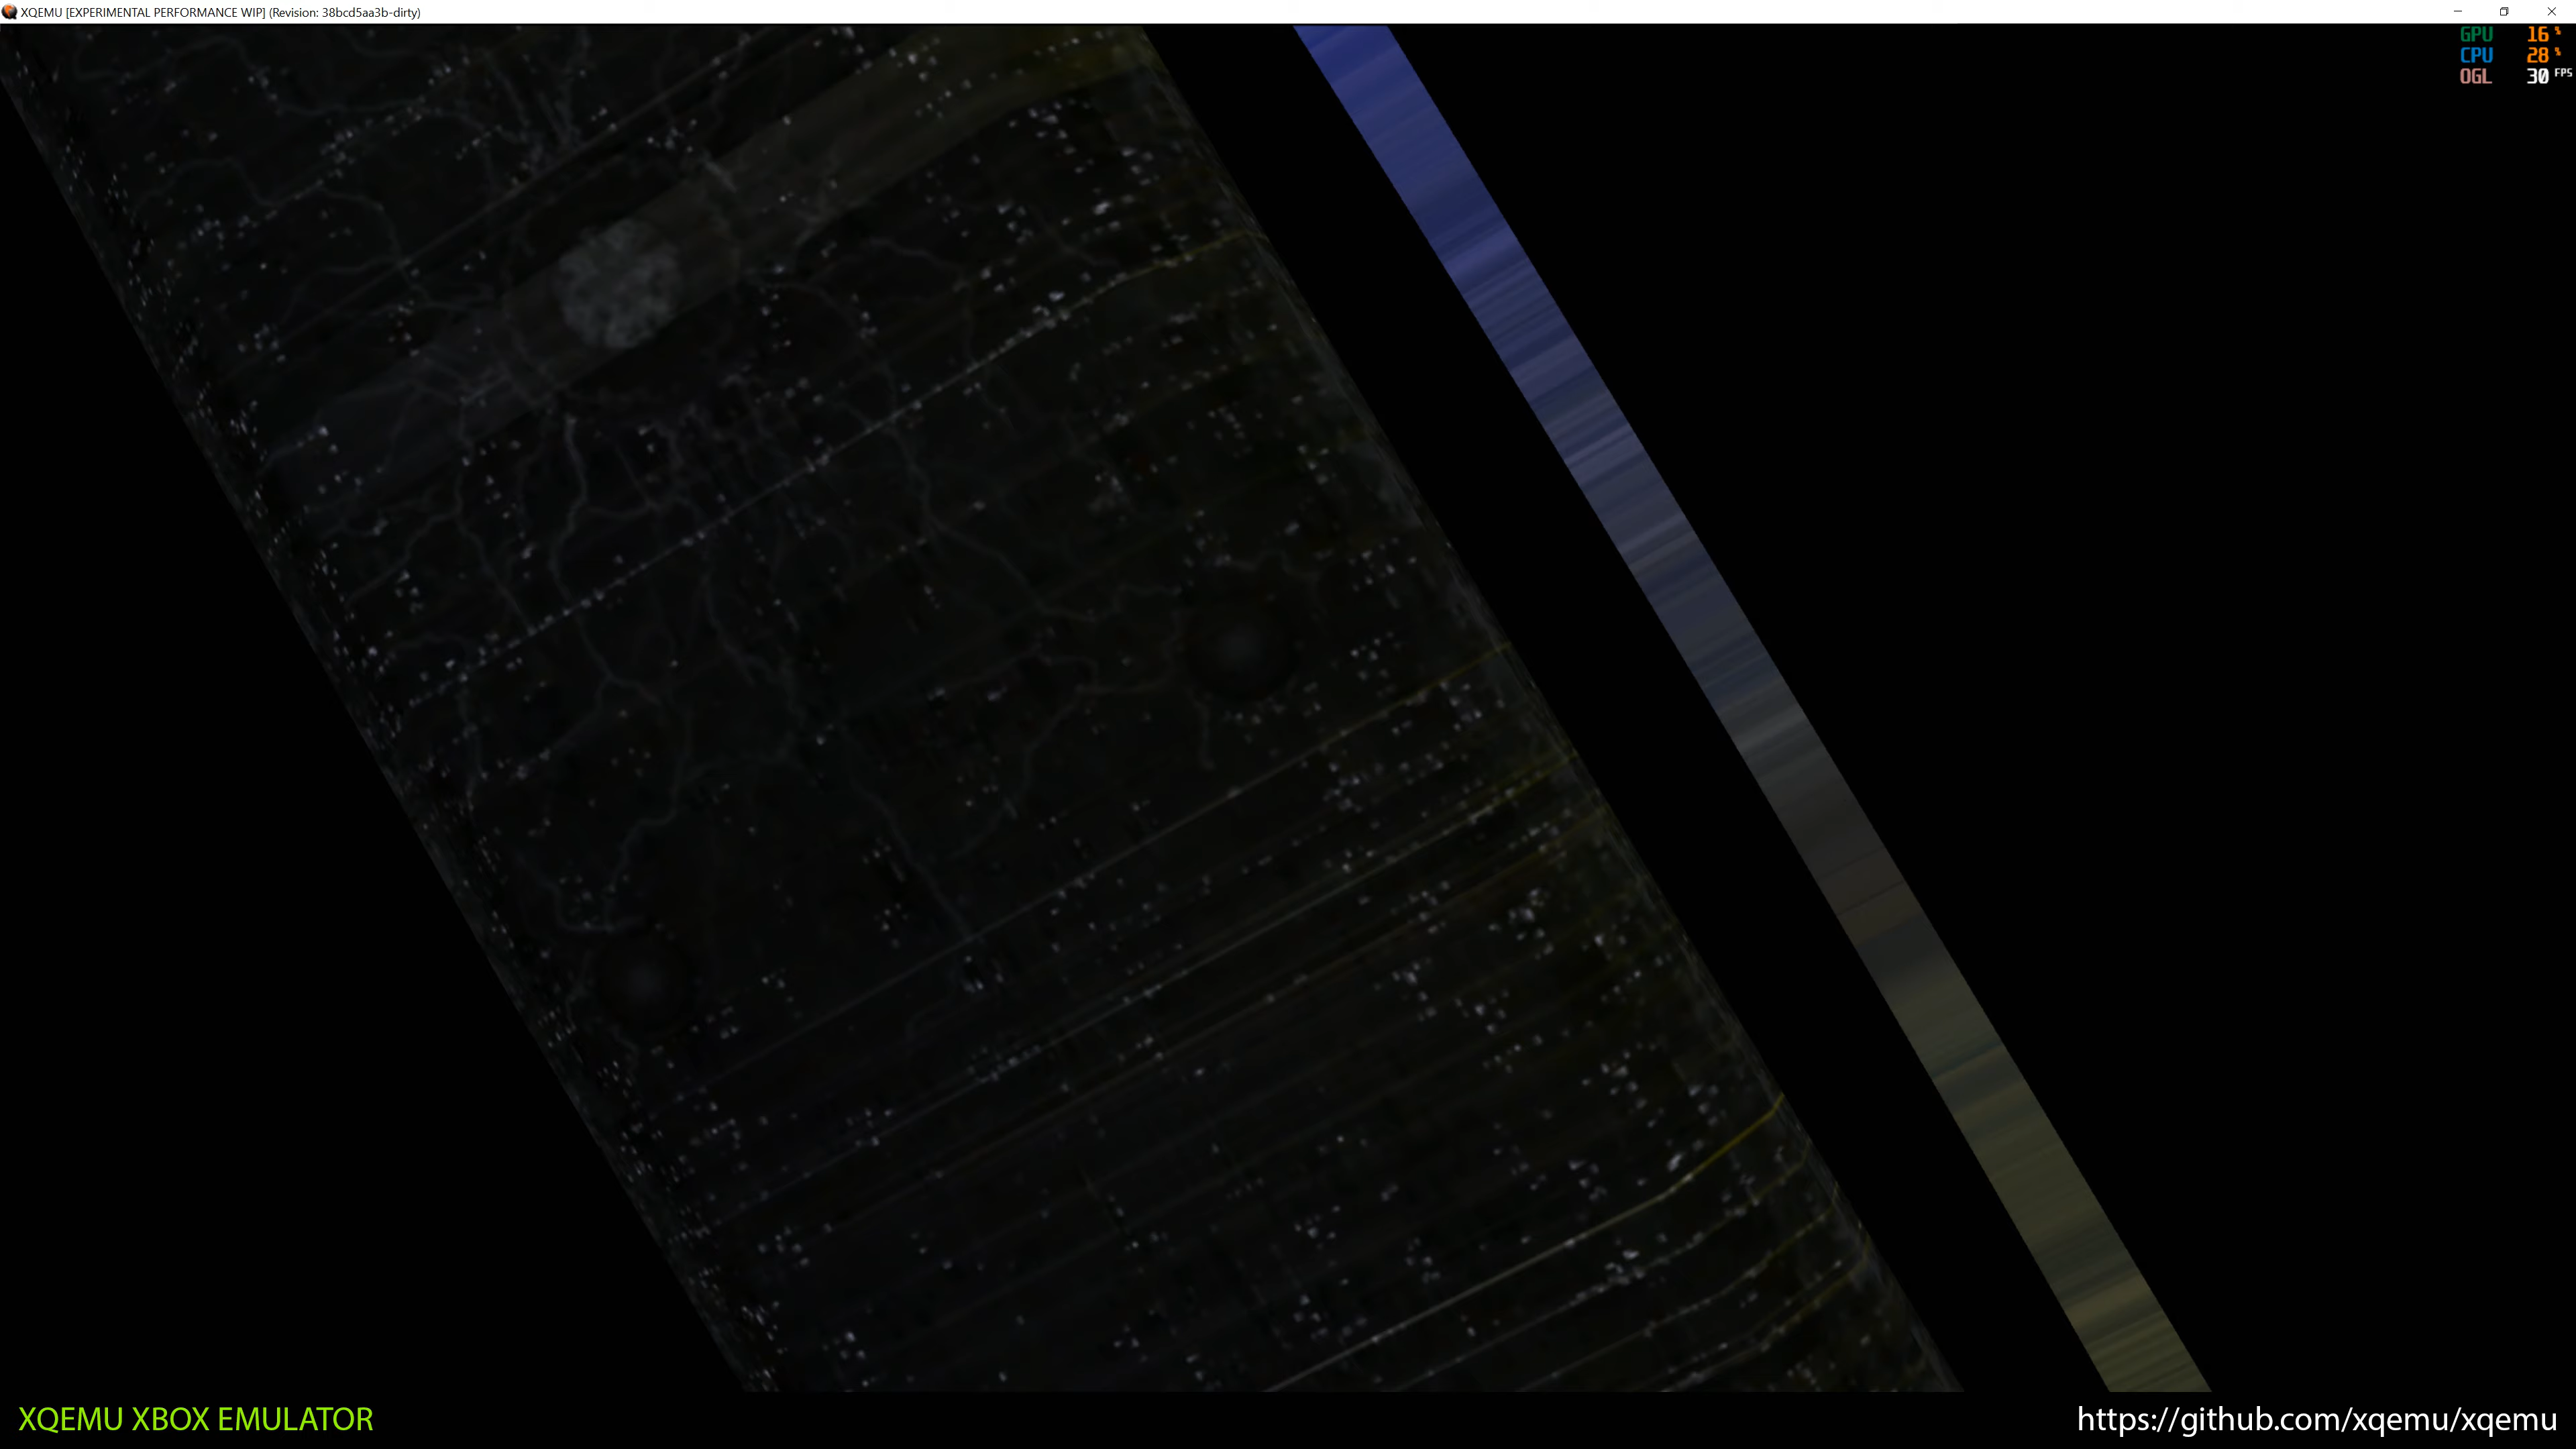 XQEMU [EXPERIMENTAL PERFORMANCE WIP] (Revision: 38bcd5aa3b-dirty)
GPU 16 %
CPU 28 %
OGL 30 FPS
XQEMU XBOX EMULATOR
https://github.com/xqemu/xqemu